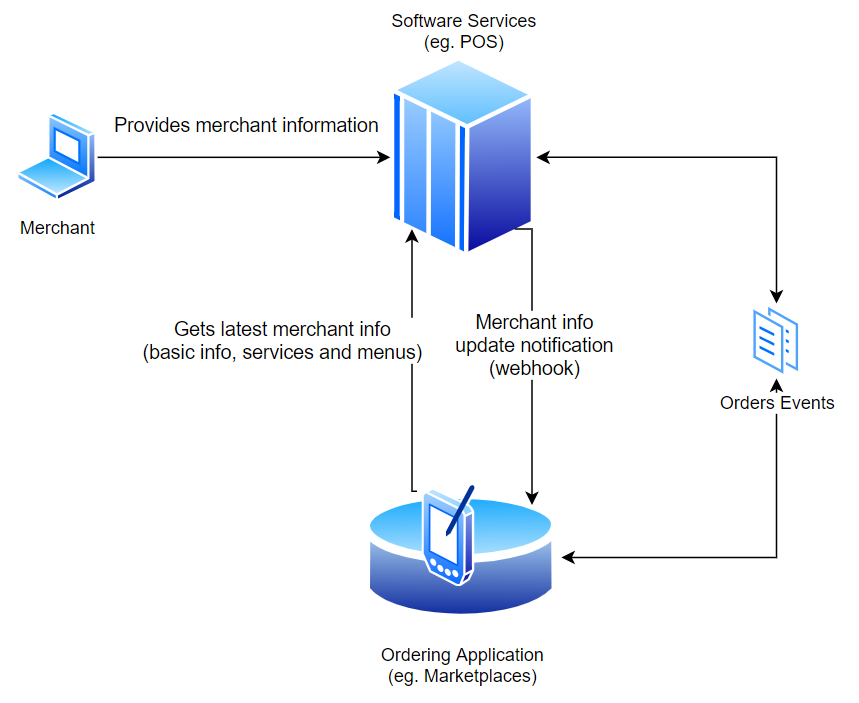 Software Services
(eg. POS)
Provides merchant information
Merchant
Gets latest merchant info
(basic info, services and menus)
Merchant info
update notification
(webhook)
Orders Events
Ordering Application
(eg. Marketplaces)